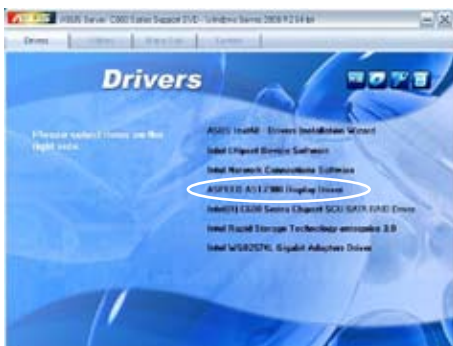 ASUS Server C600 Series Support DVD - Windows Server 2008 R2 64 bit
Drivers
Drivers
Please select items on the
right side.
ASUS InstAll - Drivers Installation Wizard
Intel Chipset Device Software
Intel Network Connections Software
ASPEED AST2300 Display Driver
Intel(R) C600 Series Chipset SCU SATA RAID Driver
Intel Rapid Storage Technology enterprise 3.0
Intel WG82574L Gigabit Adapters Driver